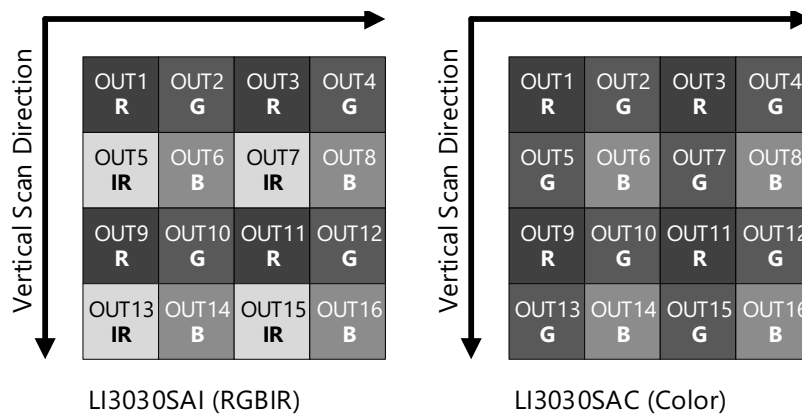 Vertical Scan Direction
OUT1 OUT2 OUT3 OUT4
R G R G
OUT5 OUT6 OUT7 OUT8
IR B IR B
OUT9 OUT10 OUT11 OUT12
R G R G
OUT13 OUT14 OUT15 OUT16
IR B IR B
LI3030SAI (RGBIR)
Vertical Scan Direction
OUT1 OUT2 OUT3 OUT4
R G R G
OUT5 OUT6 OUT7 OUT8
G B G B
OUT9 OUT10 OUT11 OUT12
R G R G
OUT13 OUT14 OUT15 OUT16
G B G B
LI3030SAC (Color)